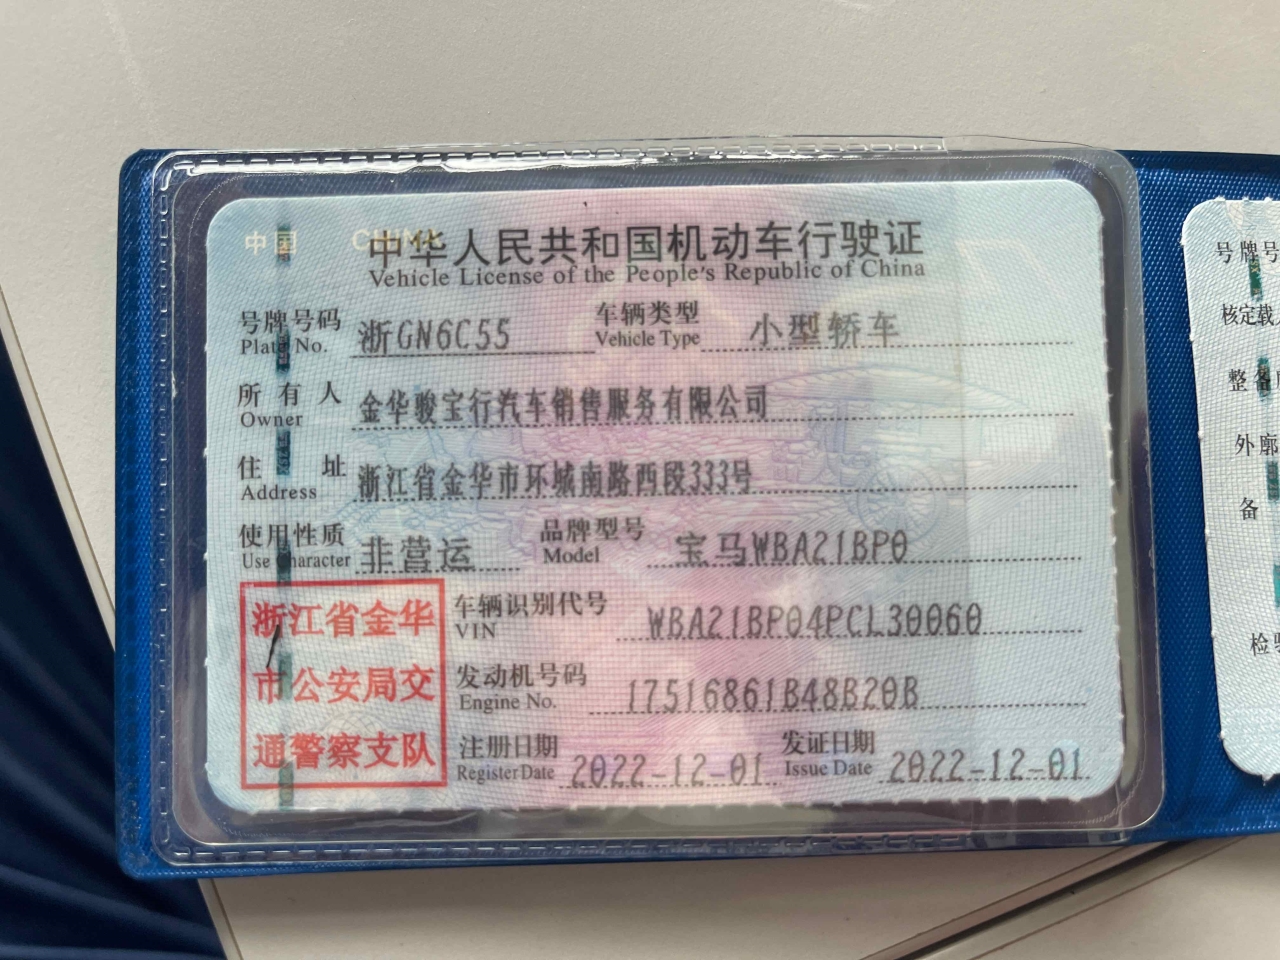 中国 CHINA
中华人民共和国机动车行驶证
Vehicle License of the People's Republic of China
号牌号码 浙GN6C55 车辆类型 小型轿车
Plate No. Vehicle Type
所有人 金华骏宝行汽车销售服务有限公司
Owner
住址 浙江省金华市环城南路西段333号
Address
使用性质 非营运 品牌型号 宝马WBA21BP0
Use Character Model
浙江省金华
市公安局交
通警察支队
车辆识别代号 WBA21BP04PCL30060
VIN
发动机号码 17516861B48B20B
Engine No.
注册日期 2022-12-01 发证日期 2022-12-01
Register Date Issue Date
号牌号
核定载
整备
外廓
备
检验